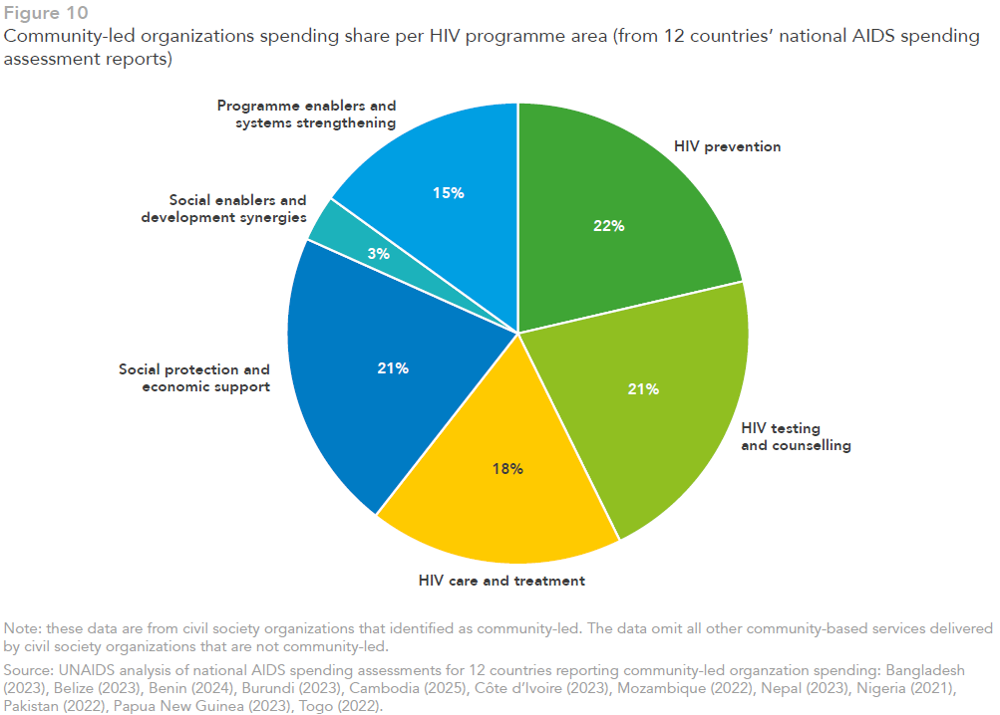 Figure 10
Community-led organizations spending share per HIV programme area (from 12 countries’ national AIDS spending
assessment reports)
Programme enablers and
systems strengthening
HIV prevention
15%
Social enablers and
development synergies
22%
3%
Social protection and
economic support
21%
21%
HIV testing
and counselling
18%
HIV care and treatment
Note: these data are from civil society organizations that identified as community-led. The data omit all other community-based services delivered
by civil society organizations that are not community-led.
Source: UNAIDS analysis of national AIDS spending assessments for 12 countries reporting community-led organzation spending: Bangladesh
(2023), Belize (2023), Benin (2024), Burundi (2023), Cambodia (2025), Côte d’Ivoire (2023), Mozambique (2022), Nepal (2023), Nigeria (2021),
Pakistan (2022), Papua New Guinea (2023), Togo (2022).